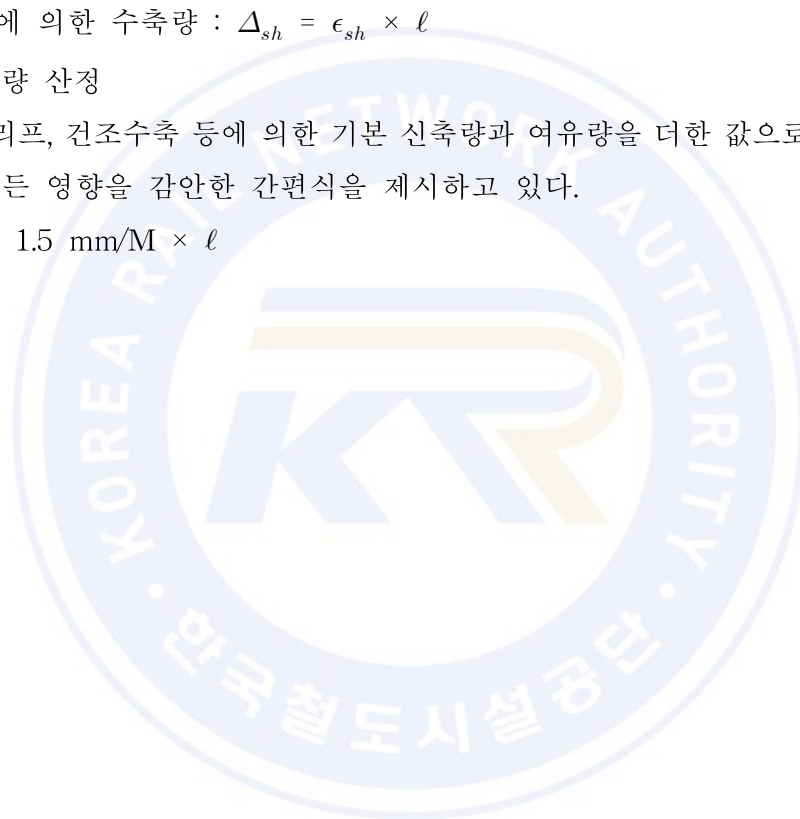 에 의한 수축량 : Δsh = ϵsh × ℓ
량 산정
리프, 건조수축 등에 의한 기본 신축량과 여유량을 더한 값으로
든 영향을 감안한 간편식을 제시하고 있다.
1.5 mm/M × ℓ
KOREA RAIL NETWORK AUTHORITY
KR
한국철도시설공단